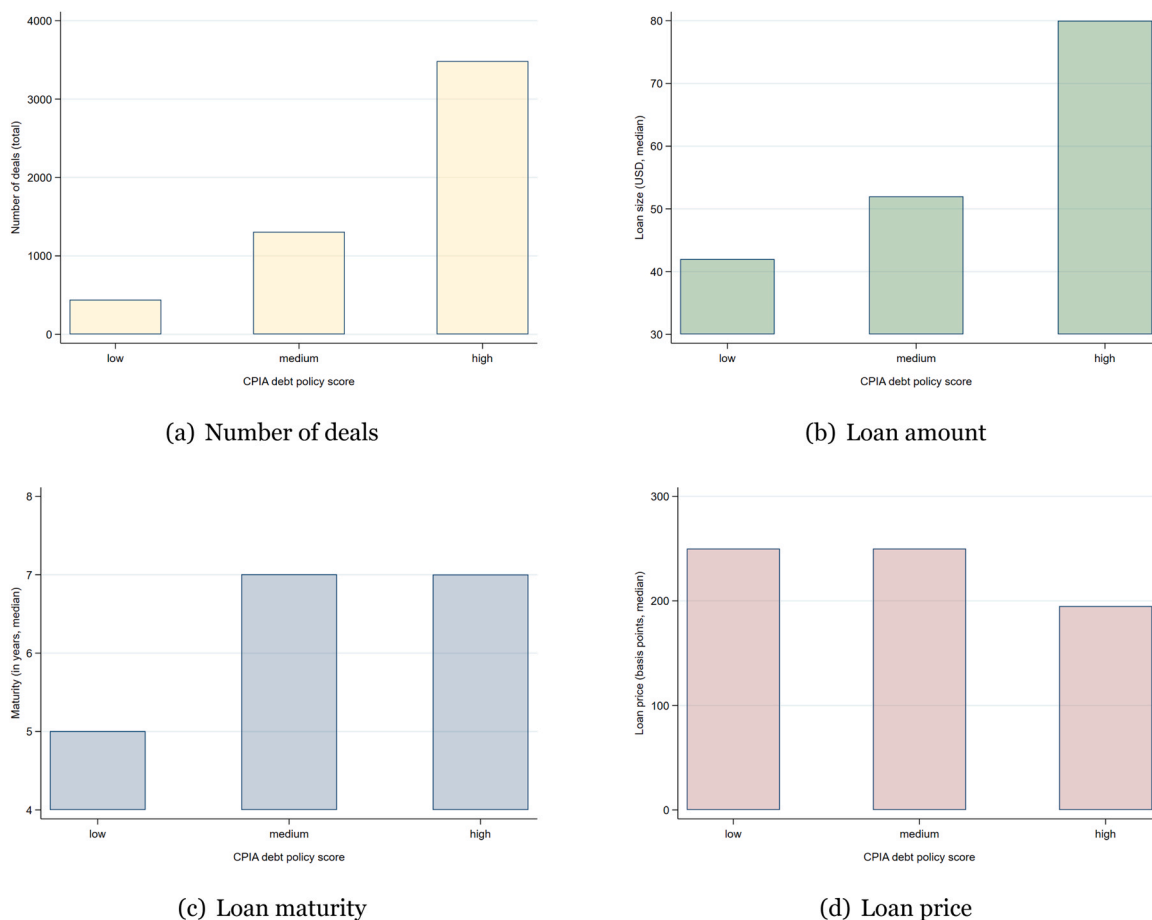 4000
3000
2000
1000
0
Number of deals (total)
low medium high
CPIA debt policy score
(a) Number of deals
80
70
60
50
40
30
Loan size (USD, median)
low medium high
CPIA debt policy score
(b) Loan amount
8
7
6
5
4
Maturity (in years, median)
low medium high
CPIA debt policy score
(c) Loan maturity
300
200
100
0
Loan price (basis points, median)
low medium high
CPIA debt policy score
(d) Loan price